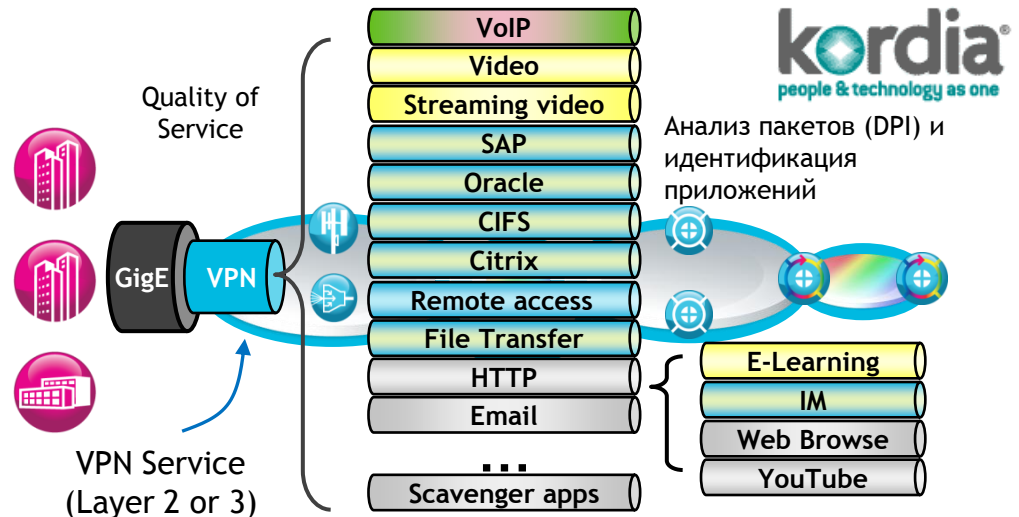 VoIP
Video
Streaming video
SAP
Oracle
CIFS
Citrix
Remote access
File Transfer
HTTP
Email
...
Scavenger apps
kordia®
people & technology as one
Quality of
Service
Анализ пакетов (DPI) и
идентификация
приложений
GigE
VPN
E-Learning
IM
Web Browse
YouTube
VPN Service
(Layer 2 or 3)